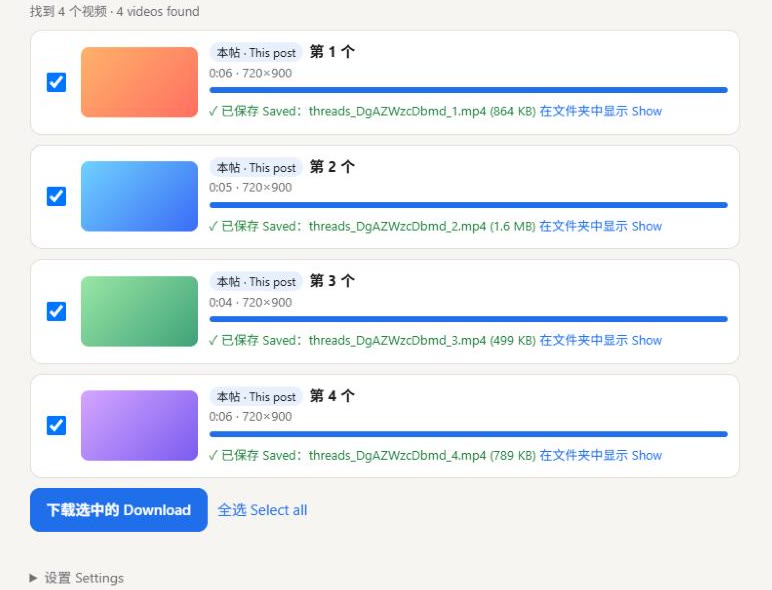 找到 4 个视频 · 4 videos found
本帖 · This post 第 1 个
0:06 · 720×900
✓ 已保存 Saved：threads_DgAZWzcDbmd_1.mp4 (864 KB) 在文件夹中显示 Show
本帖 · This post 第 2 个
0:05 · 720×900
✓ 已保存 Saved：threads_DgAZWzcDbmd_2.mp4 (1.6 MB) 在文件夹中显示 Show
本帖 · This post 第 3 个
0:04 · 720×900
✓ 已保存 Saved：threads_DgAZWzcDbmd_3.mp4 (499 KB) 在文件夹中显示 Show
本帖 · This post 第 4 个
0:06 · 720×900
✓ 已保存 Saved：threads_DgAZWzcDbmd_4.mp4 (789 KB) 在文件夹中显示 Show
下载选中的 Download 全选 Select all
▶ 设置 Settings